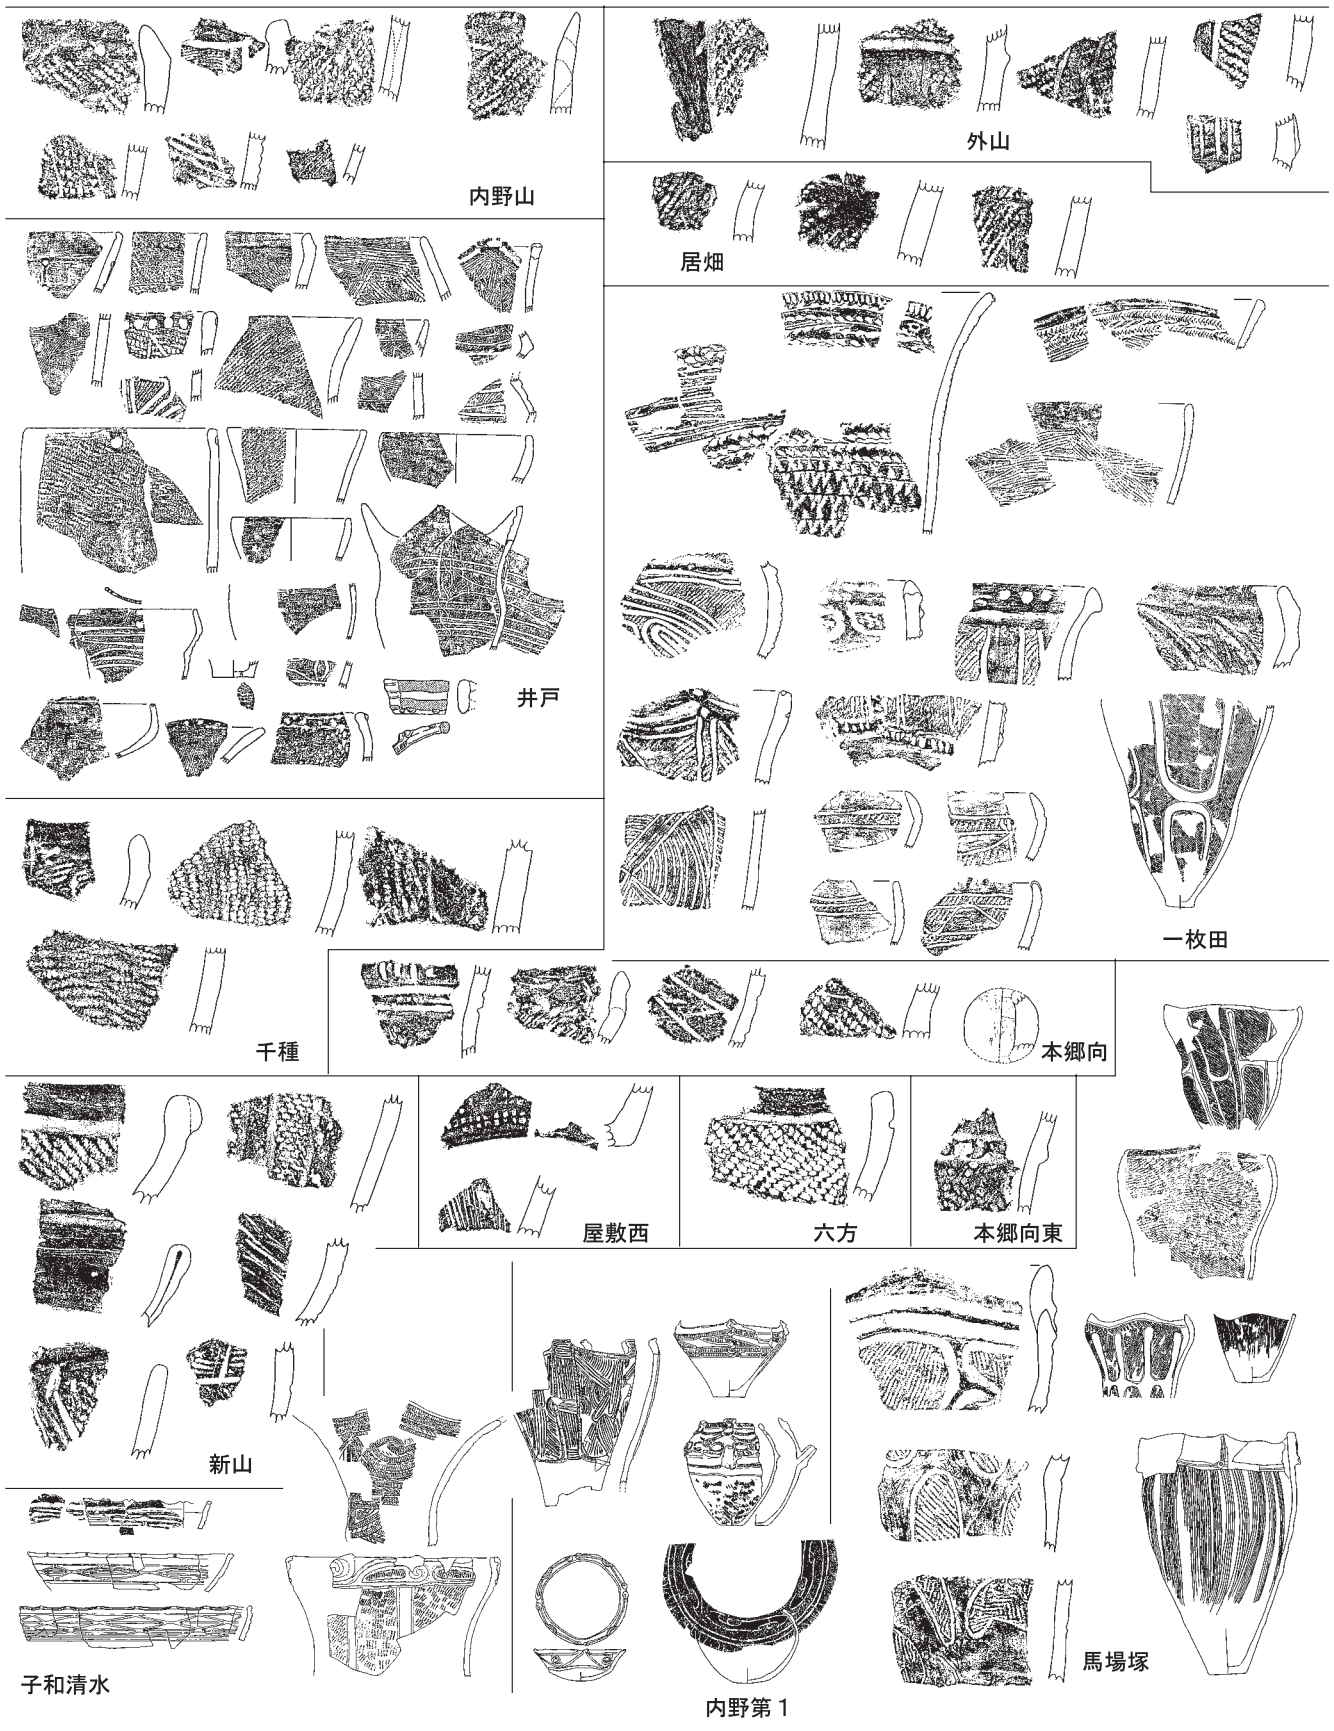 内野山
外山
居畑
井戸
一枚田
千種
本郷向
屋敷西
六方
本郷向東
新山
子和清水
馬場塚
内野第1